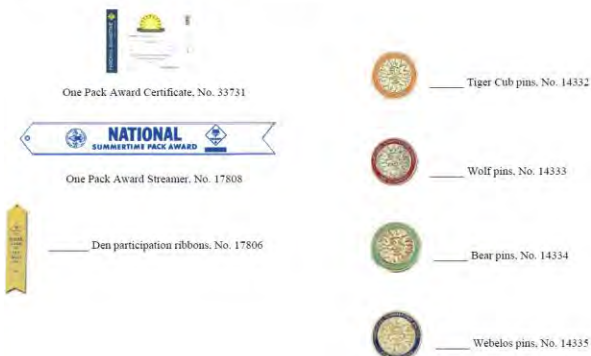 One Pack Award Certificate, No. 33731
NATIONAL
SUMMERTIME PACK AWARD
One Pack Award Streamer, No. 17808
______ Den participation ribbons, No. 17806
______ Tiger Cub pins, No. 14332
______ Wolf pins, No. 14333
______ Bear pins, No. 14334
______ Webelos pins, No. 14335